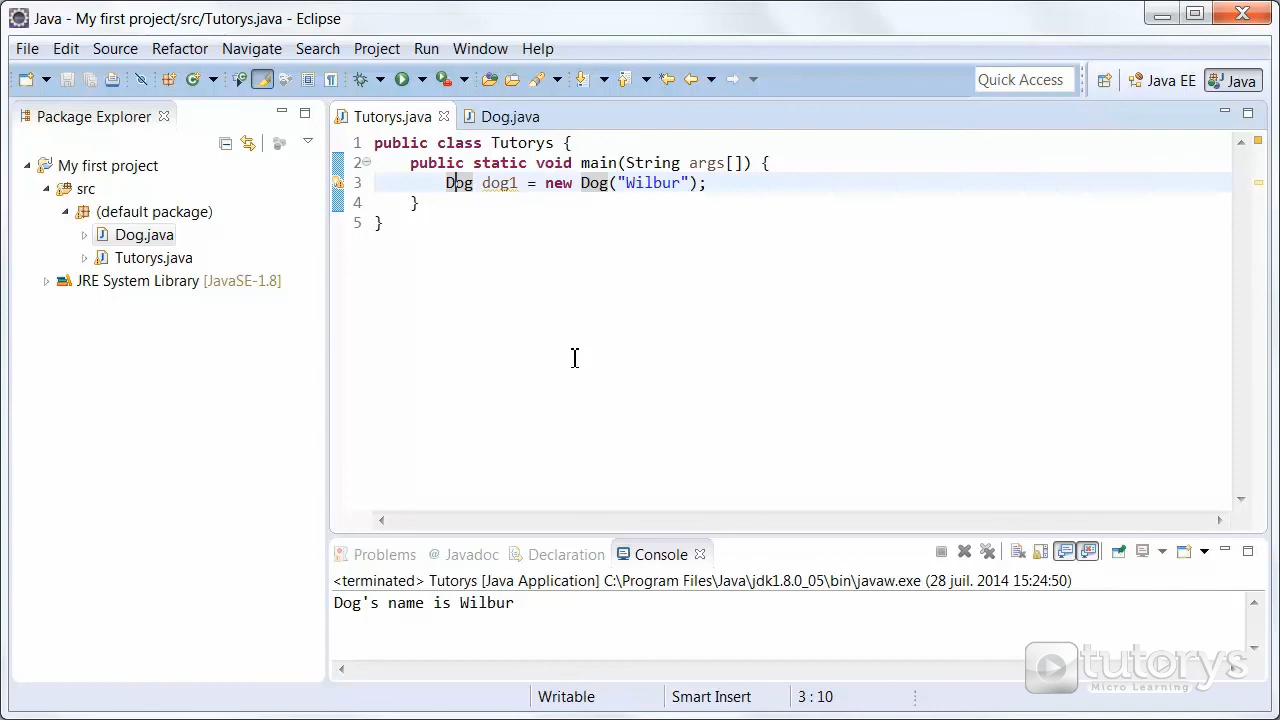 Java - My first project/src/Tutorys.java - Eclipse
File Edit Source Refactor Navigate Search Project Run Window Help
Quick Access Java EE Java
Package Explorer
My first project
src
(default package)
Dog.java
Tutorys.java
JRE System Library [JavaSE-1.8]
Tutorys.java Dog.java
1 public class Tutorys {
2 public static void main(String args[]) {
3 Dog dog1 = new Dog("Wilbur");
4 }
5 }
Problems @ Javadoc Declaration Console
<terminated> Tutorys [Java Application] C:\Program Files\Java\jdk1.8.0_05\bin\javaw.exe (28 juil. 2014 15:24:50)
Dog's name is Wilbur
tutorys
Micro Learning
Writable Smart Insert 3 : 10